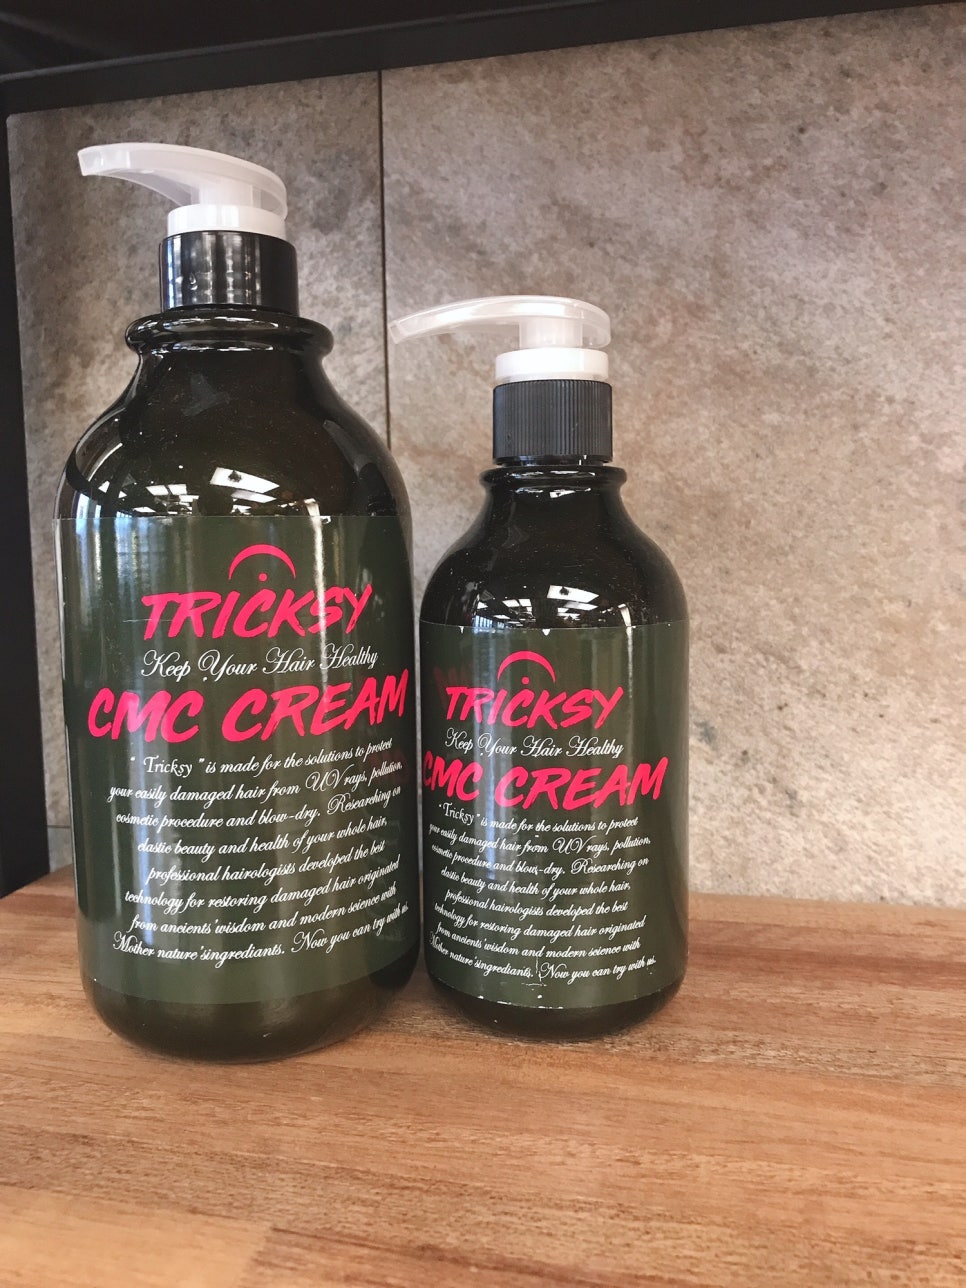 TRICKSY
Keep Your Hair Healthy
CMC CREAM
" Tricksy " is made for the solutions to protect
your easily damaged hair from UV rays, pollution,
cosmetic procedure and blow-dry. Researching on
elastic beauty and health of your whole hair,
professional hairologists developed the best
technology for restoring damaged hair originated
from ancients'wisdom and modern science with
Mother nature'singrediants. Now you can try with us.
TRICKSY
Keep Your Hair Healthy
CMC CREAM
" Tricksy " is made for the solutions to protect
your easily damaged hair from UV rays, pollution,
cosmetic procedure and blow-dry. Researching on
elastic beauty and health of your whole hair,
professional hairologists developed the best
technology for restoring damaged hair originated
from ancients'wisdom and modern science with
Mother nature'singrediants. Now you can try with us.